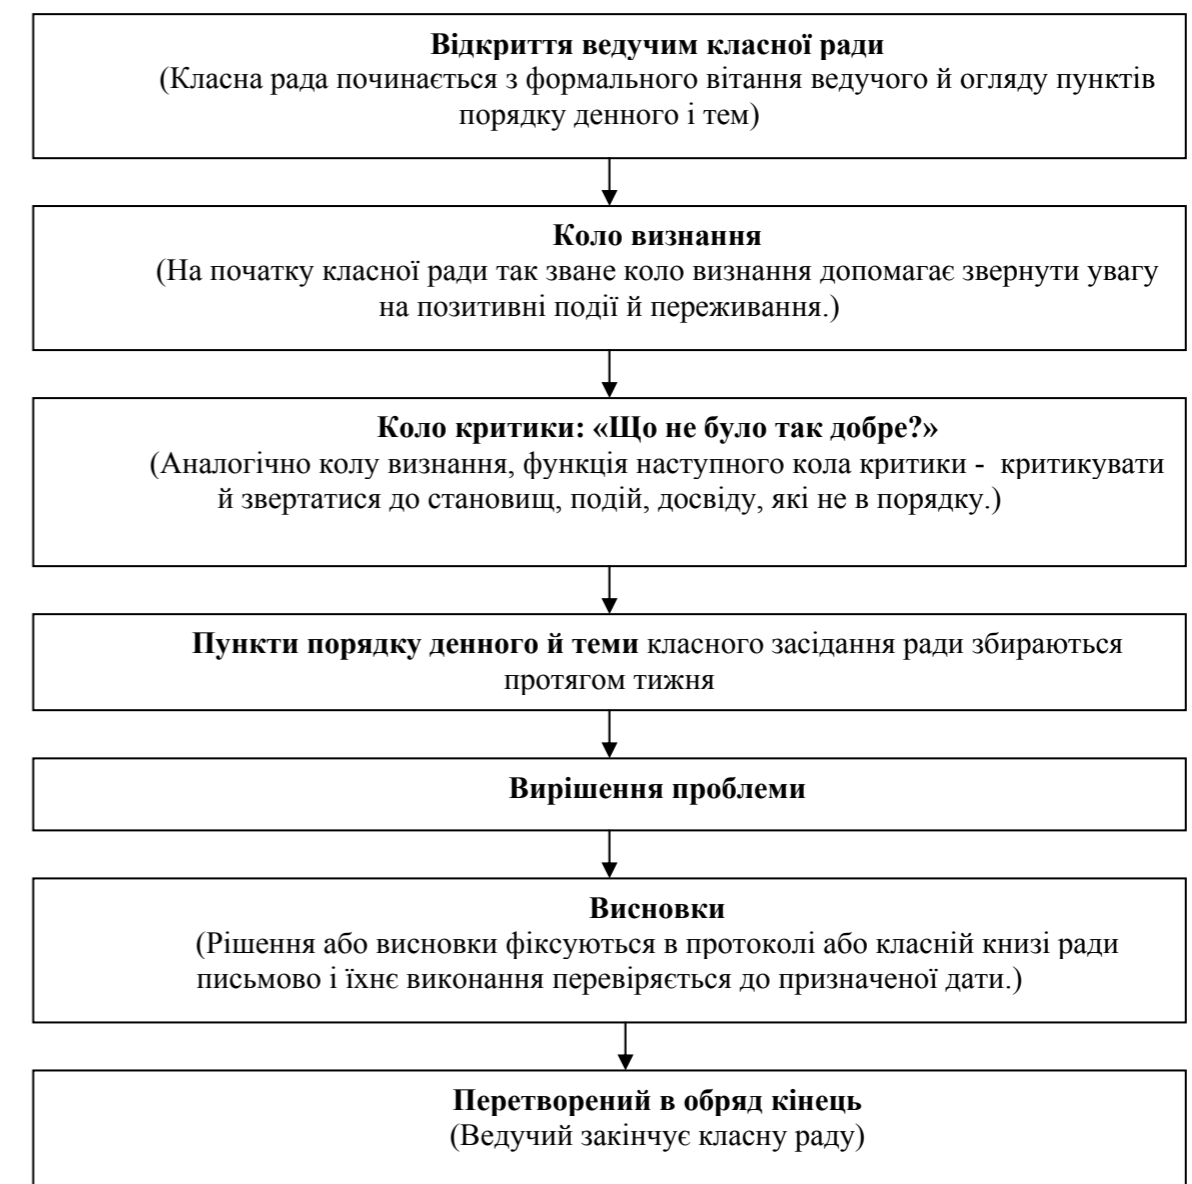 Відкриття ведучим класної ради
(Класна рада починається з формального вітання ведучого й огляду пунктів
порядку денного і тем)
Коло визнання
(На початку класної ради так зване коло визнання допомагає звернути увагу
на позитивні події й переживання.)
Коло критики: «Що не було так добре?»
(Аналогічно колу визнання, функція наступного кола критики - критикувати
й звертатися до становищ, подій, досвіду, які не в порядку.)
Пункти порядку денного й теми класного засідання ради збираються
протягом тижня
Вирішення проблеми
Висновки
(Рішення або висновки фіксуються в протоколі або класній книзі ради
письмово і їхнє виконання перевіряється до призначеної дати.)
Перетворений в обряд кінець
(Ведучий закінчує класну раду)